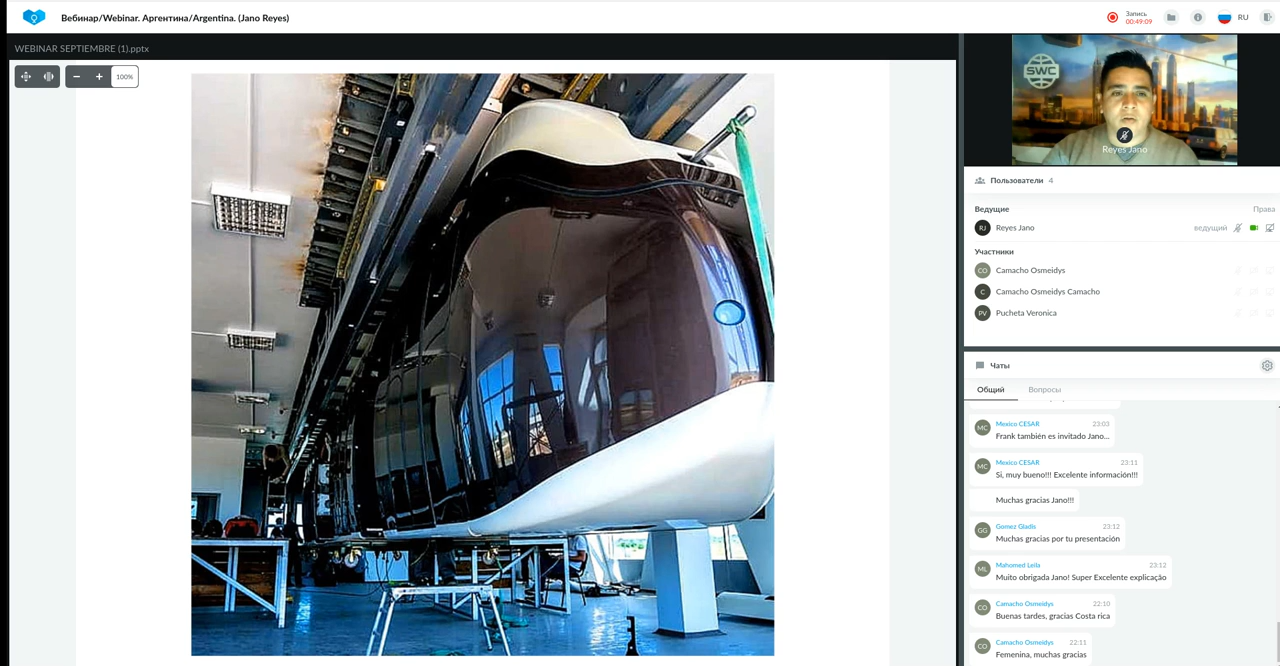 Вебинар/Webinar. Аргентина/Argentina. (Jano Reyes)
Запись
00:49:09
RU
WEBINAR SEPTIEMBRE (1).pptx
100%
SWC
Reyes Jano
Пользователи 4
Ведущие Права
RJ Reyes Jano ведущий
Участники
CO Camacho Osmeidys
C Camacho Osmeidys Camacho
PV Pucheta Veronica
Чаты
Общий Вопросы
MC Mexico CESAR 23:03
Frank también es invitado Jano...
MC Mexico CESAR 23:11
Si, muy bueno!!! Excelente información!!!
Muchas gracias Jano!!!
GG Gomez Gladis 23:12
Muchas gracias por tu presentación
ML Mahomed Leila 23:12
Muito obrigada Jano! Super Excelente explicação
CO Camacho Osmeidys 22:10
Buenas tardes, gracias Costa rica
CO Camacho Osmeidys 22:11
Femenina, muchas gracias